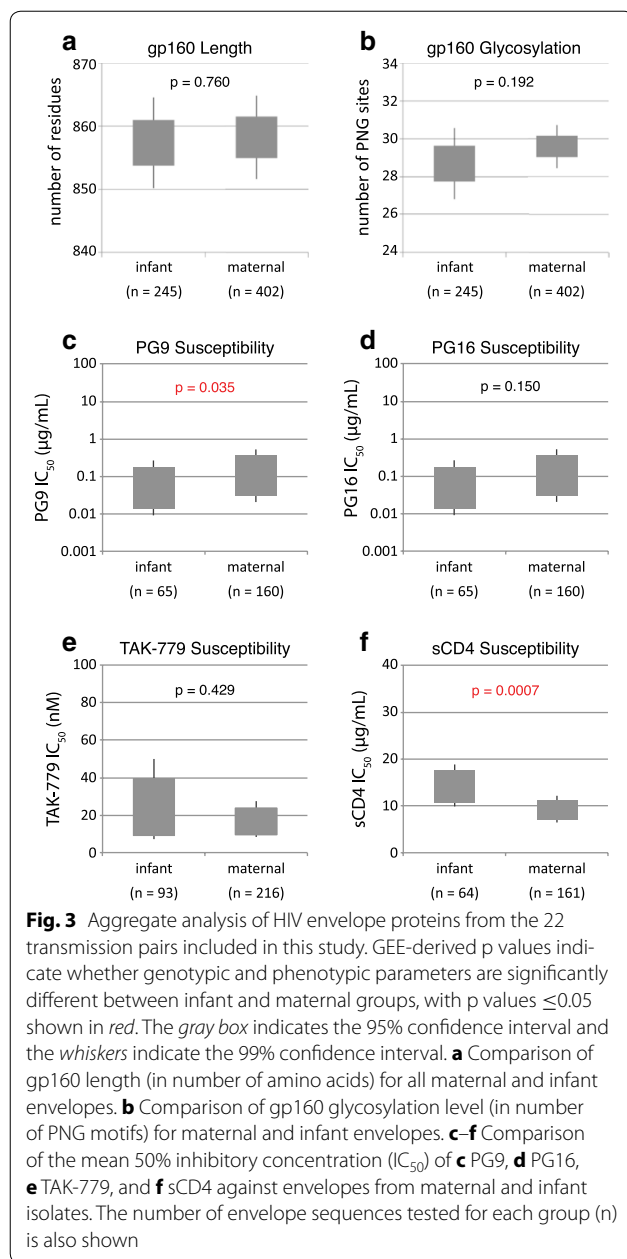 a
gp160 Length
870
p = 0.760
860
850
840
number of residues
infant
maternal
(n = 245)
(n = 402)
b
gp160 Glycosylation
34
p = 0.192
32
30
28
26
24
number of PNG sites
infant
maternal
(n = 245)
(n = 402)
c
PG9 Susceptibility
100
p = 0.035
10
1
0.1
0.01
0.001
PG9 IC50 (µg/mL)
infant
maternal
(n = 65)
(n = 160)
d
PG16 Susceptibility
100
p = 0.150
10
1
0.1
0.01
0.001
PG16 IC50 (µg/mL)
infant
maternal
(n = 65)
(n = 160)
e
TAK-779 Susceptibility
100
p = 0.429
80
60
40
20
0
TAK-779 IC50 (nM)
infant
maternal
(n = 93)
(n = 216)
f
sCD4 Susceptibility
40
p = 0.0007
30
20
10
0
sCD4 IC50 (µg/mL)
infant
maternal
(n = 64)
(n = 161)
Fig. 3 Aggregate analysis of HIV envelope proteins from the 22
transmission pairs included in this study. GEE-derived p values indi-
cate whether genotypic and phenotypic parameters are significantly
different between infant and maternal groups, with p values ≤0.05
shown in red. The gray box indicates the 95% confidence interval and
the whiskers indicate the 99% confidence interval. a Comparison of
gp160 length (in number of amino acids) for all maternal and infant
envelopes. b Comparison of gp160 glycosylation level (in number
of PNG motifs) for maternal and infant envelopes. c–f Comparison
of the mean 50% inhibitory concentration (IC50) of c PG9, d PG16,
e TAK-779, and f sCD4 against envelopes from maternal and infant
isolates. The number of envelope sequences tested for each group (n)
is also shown